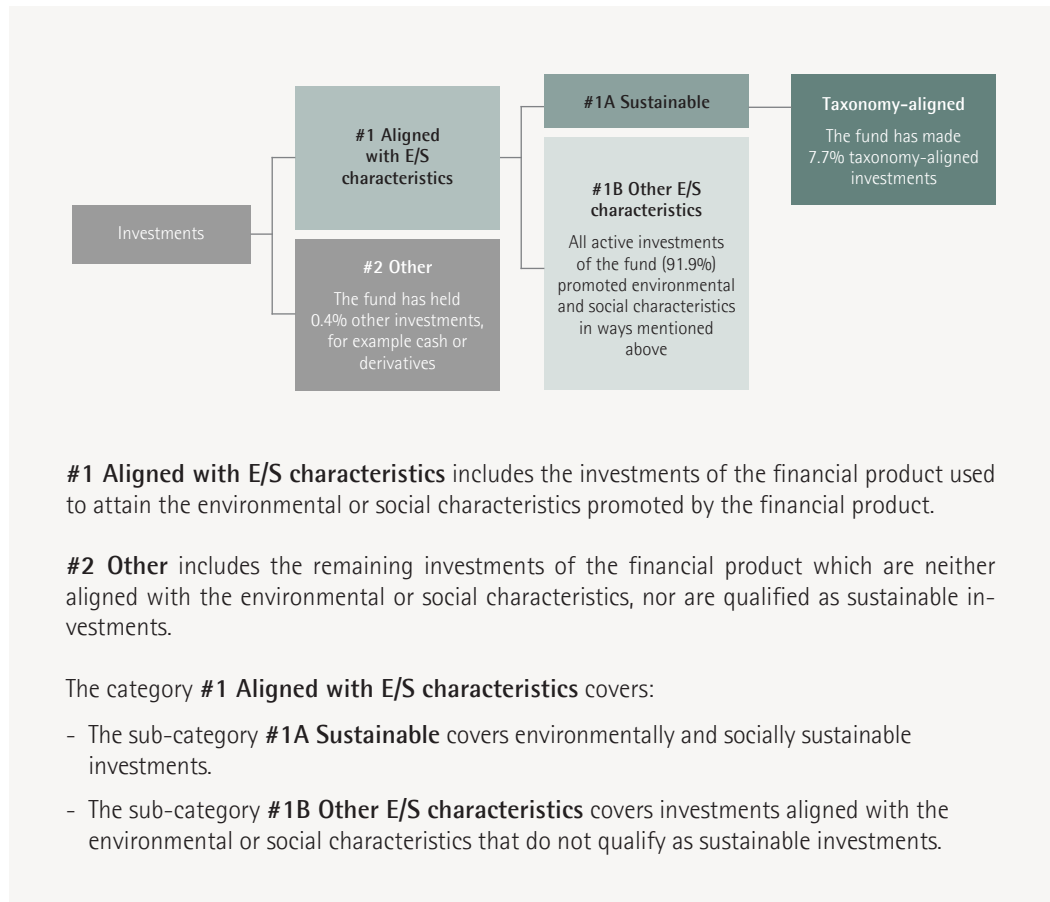 Investments
#1 Aligned
with E/S
characteristics
#2 Other
The fund has held
0.4% other investments,
for example cash or
derivatives
#1A Sustainable
#1B Other E/S
characteristics
All active investments
of the fund (91.9%)
promoted environmental
and social characteristics
in ways mentioned
above
Taxonomy-aligned
The fund has made
7.7% taxonomy-aligned
investments
#1 Aligned with E/S characteristics includes the investments of the financial product used
to attain the environmental or social characteristics promoted by the financial product.
#2 Other includes the remaining investments of the financial product which are neither
aligned with the environmental or social characteristics, nor are qualified as sustainable in-
vestments.
The category #1 Aligned with E/S characteristics covers:
- The sub-category #1A Sustainable covers environmentally and socially sustainable
investments.
- The sub-category #1B Other E/S characteristics covers investments aligned with the
environmental or social characteristics that do not qualify as sustainable investments.